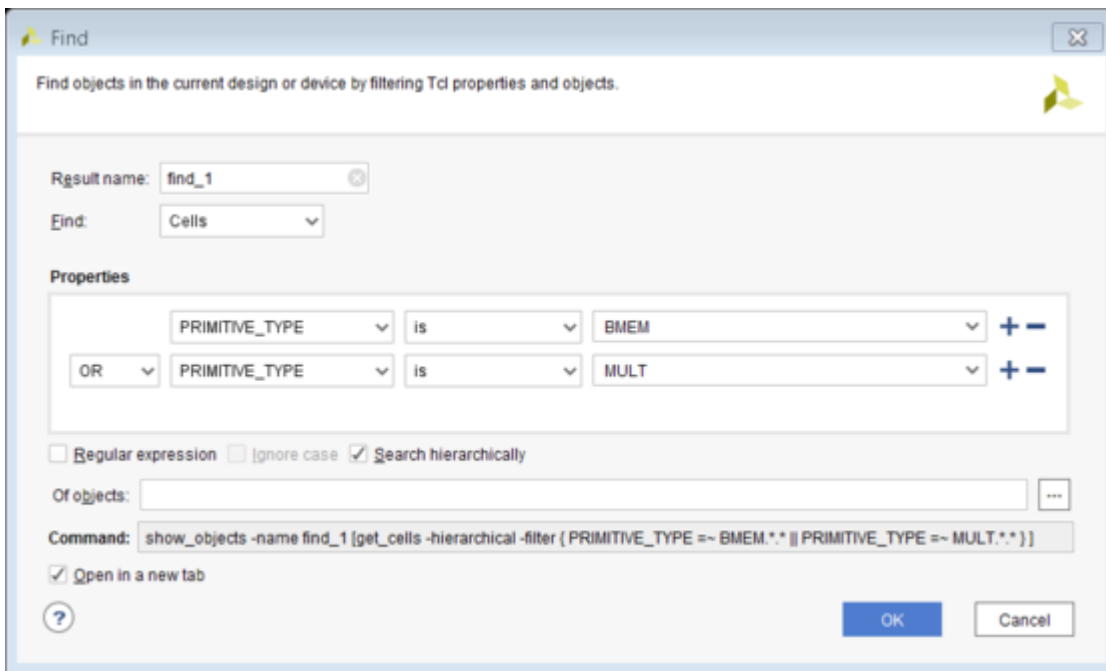 Find
Find objects in the current design or device by filtering Tcl properties and objects.
Result name: find_1
Find: Cells
Properties
PRIMITIVE_TYPE is BMEM
OR PRIMITIVE_TYPE is MULT
Regular expression Ignore case Search hierarchically
Of objects: ...
Command: show_objects -name find_1 [get_cells -hierarchical -filter { PRIMITIVE_TYPE =~ BMEM.*.* || PRIMITIVE_TYPE =~ MULT.*.* } ]
Open in a new tab
? OK Cancel